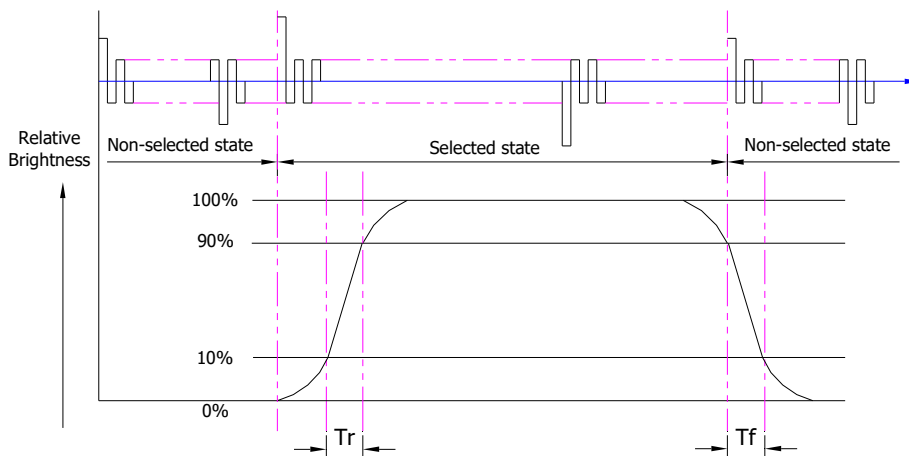 Relative
Brightness
Non-selected state
Selected state
Non-selected state
100%
90%
10%
0%
Tr
Tf